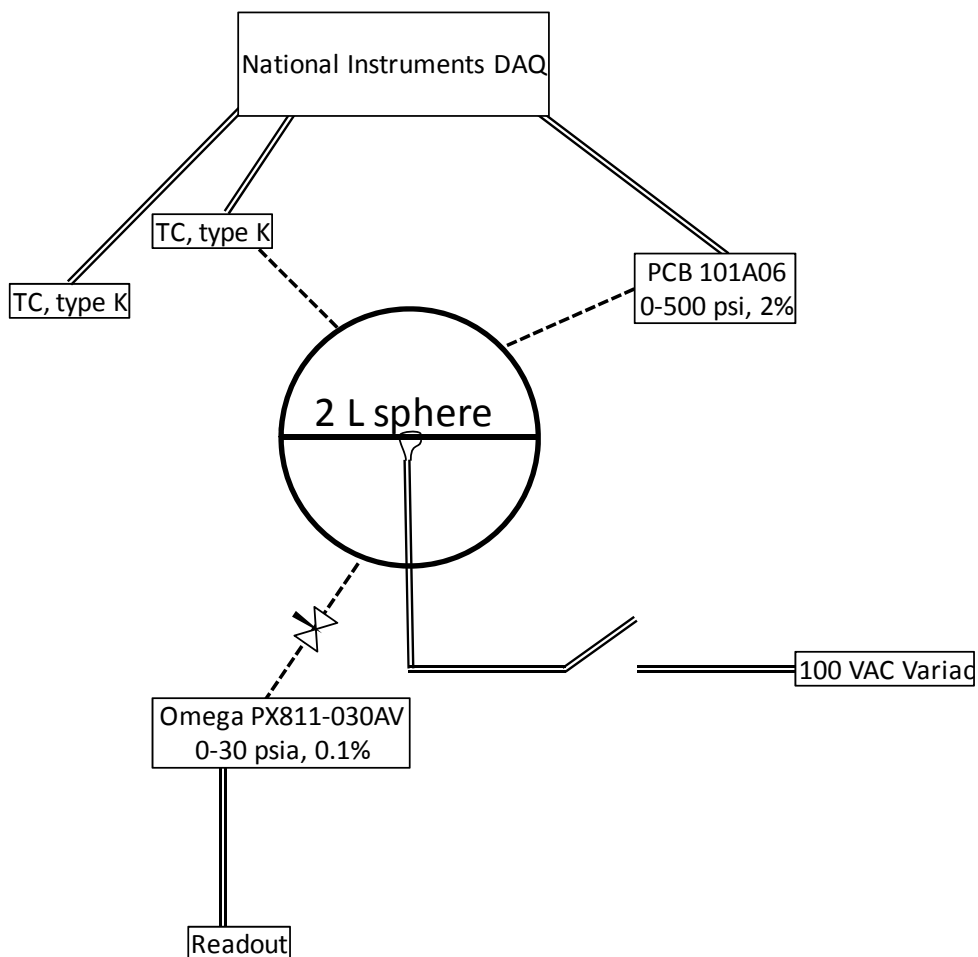 National Instruments DAQ
TC, type K
TC, type K
PCB 101A06
0-500 psi, 2%
2 L sphere
100 VAC Variac
Omega PX811-030AV
0-30 psia, 0.1%
Readout